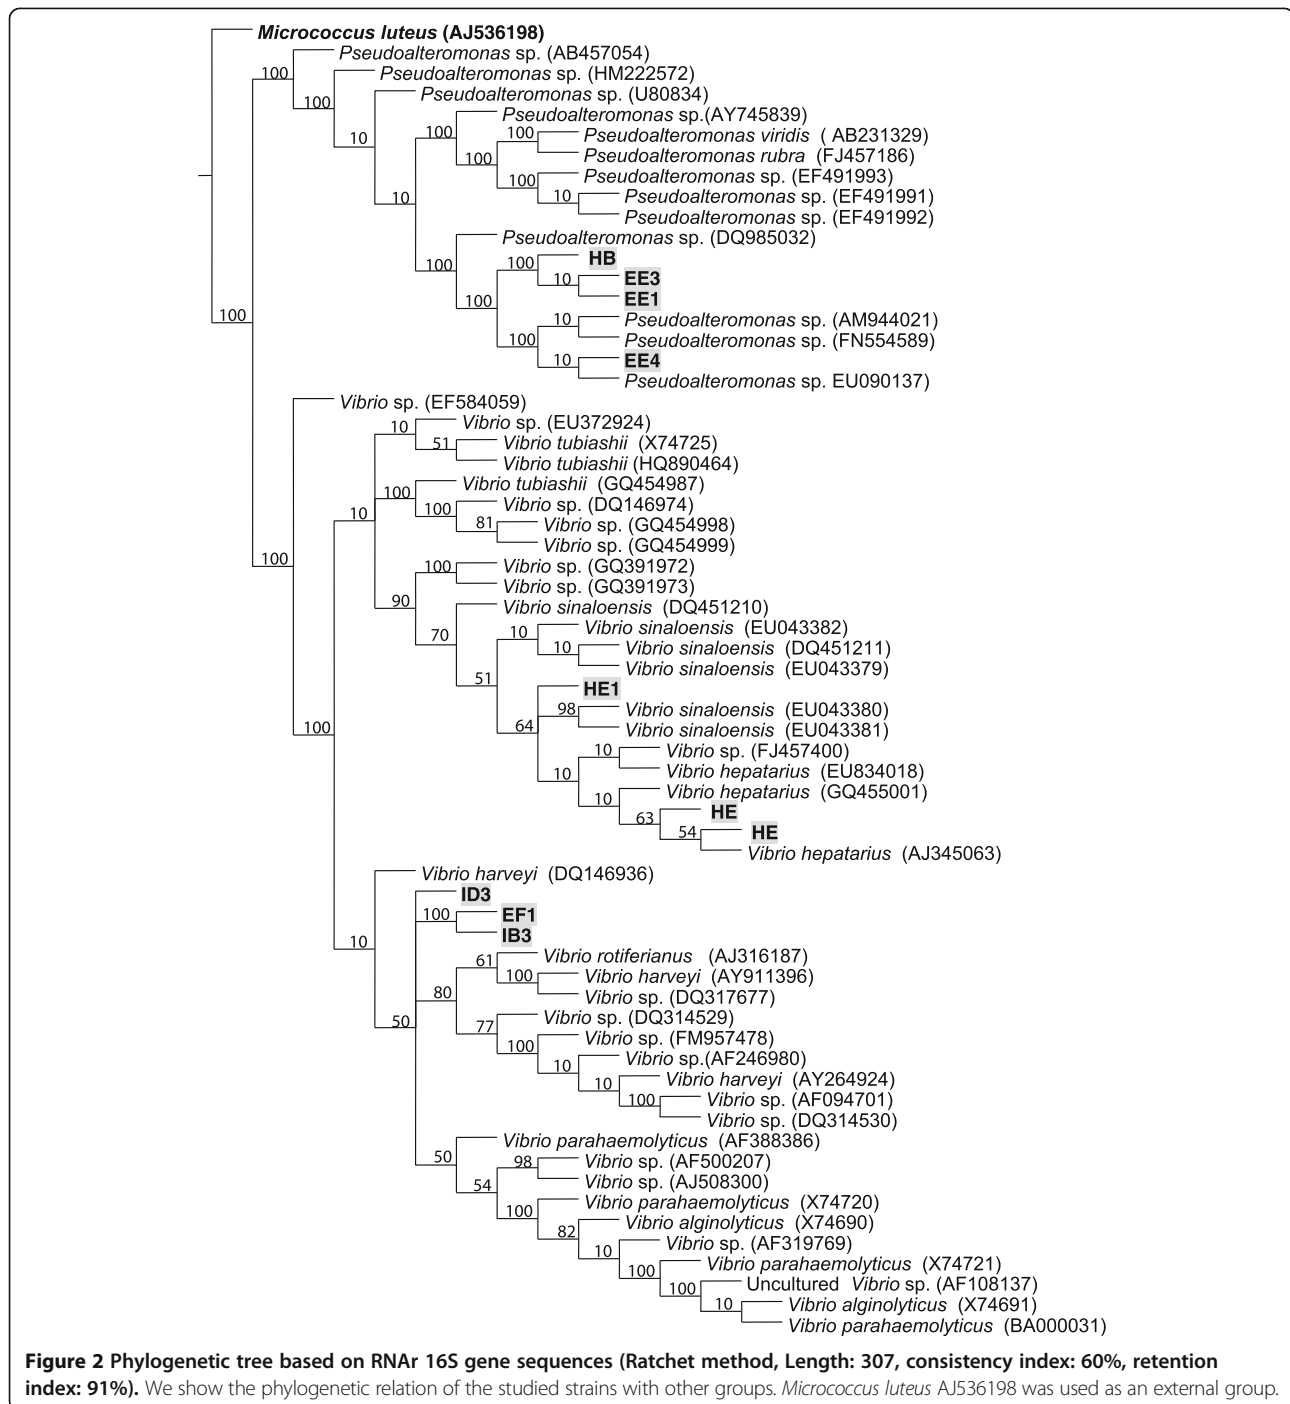 Micrococcus luteus (AJ536198)
Pseudoalteromonas sp. (AB457054)
100
Pseudoalteromonas sp. (HM222572)
100
Pseudoalteromonas sp. (U80834)
10
Pseudoalteromonas sp.(AY745839)
100
100
Pseudoalteromonas viridis ( AB231329)
Pseudoalteromonas rubra (FJ457186)
100
Pseudoalteromonas sp. (EF491993)
100
10
Pseudoalteromonas sp. (EF491991)
10
Pseudoalteromonas sp. (EF491992)
Pseudoalteromonas sp. (DQ985032)
100
100
HB
10
EE3
EE1
100
10
Pseudoalteromonas sp. (AM944021)
100
Pseudoalteromonas sp. (FN554589)
100
10
EE4
Pseudoalteromonas sp. EU090137)
Vibrio sp. (EF584059)
10
Vibrio sp. (EU372924)
51
Vibrio tubiashii (X74725)
Vibrio tubiashii (HQ890464)
100
Vibrio tubiashii (GQ454987)
100
Vibrio sp. (DQ146974)
10
81
Vibrio sp. (GQ454998)
Vibrio sp. (GQ454999)
100
100
Vibrio sp. (GQ391972)
Vibrio sp. (GQ391973)
90
Vibrio sinaloensis (DQ451210)
70
10
Vibrio sinaloensis (EU043382)
10
Vibrio sinaloensis (DQ451211)
Vibrio sinaloensis (EU043379)
51
HE1
98
Vibrio sinaloensis (EU043380)
100
64
Vibrio sinaloensis (EU043381)
10
Vibrio sp. (FJ457400)
10
Vibrio hepatarius (EU834018)
10
Vibrio hepatarius (GQ455001)
63
HE
54
HE
Vibrio hepatarius (AJ345063)
Vibrio harveyi (DQ146936)
ID3
100
EF1
IB3
10
61
Vibrio rotiferianus (AJ316187)
100
Vibrio harveyi (AY911396)
80
Vibrio sp. (DQ317677)
50
77
Vibrio sp. (DQ314529)
100
Vibrio sp. (FM957478)
10
Vibrio sp.(AF246980)
10
Vibrio harveyi (AY264924)
100
Vibrio sp. (AF094701)
Vibrio sp. (DQ314530)
Vibrio parahaemolyticus (AF388386)
50
98
Vibrio sp. (AF500207)
54
Vibrio sp. (AJ508300)
100
Vibrio parahaemolyticus (X74720)
82
Vibrio alginolyticus (X74690)
10
Vibrio sp. (AF319769)
100
Vibrio parahaemolyticus (X74721)
100
Uncultured Vibrio sp. (AF108137)
10
Vibrio alginolyticus (X74691)
Vibrio parahaemolyticus (BA000031)
Figure 2 Phylogenetic tree based on RNAr 16S gene sequences (Ratchet method, Length: 307, consistency index: 60%, retention
index: 91%). We show the phylogenetic relation of the studied strains with other groups. Micrococcus luteus AJ536198 was used as an external group.